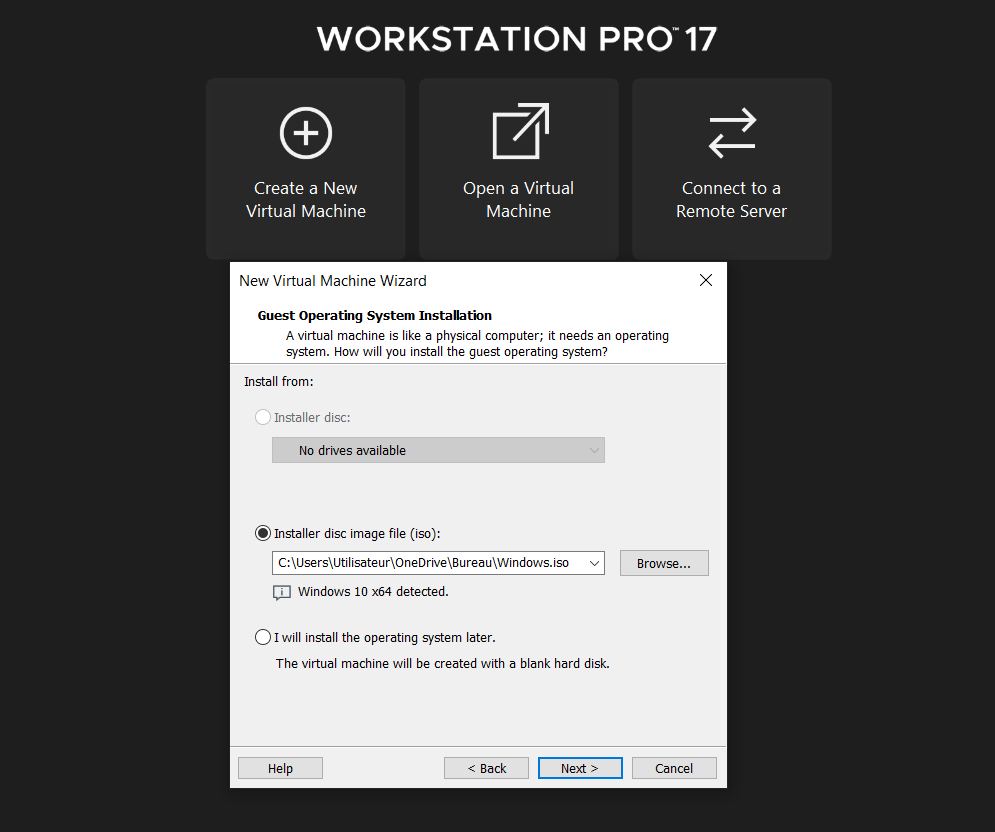 WORKSTATION PRO™ 17
Create a New
Virtual Machine
Open a Virtual
Machine
Connect to a
Remote Server
New Virtual Machine Wizard
Guest Operating System Installation
A virtual machine is like a physical computer; it needs an operating
system. How will you install the guest operating system?
Install from:
Installer disc:
No drives available
Installer disc image file (iso):
C:\Users\Utilisateur\OneDrive\Bureau\Windows.iso
Browse...
Windows 10 x64 detected.
I will install the operating system later.
The virtual machine will be created with a blank hard disk.
Help
< Back
Next >
Cancel